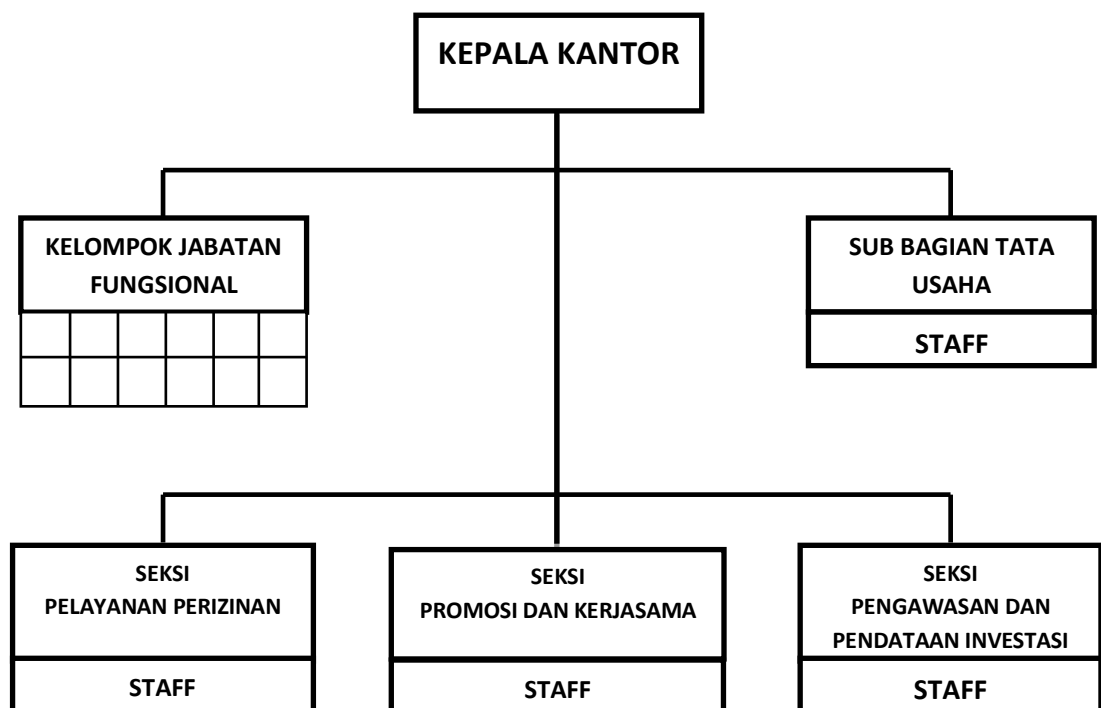 KEPALA KANTOR
KELOMPOK JABATAN
FUNGSIONAL
SUB BAGIAN TATA
USAHA
STAFF
SEKSI
PELAYANAN PERIZINAN
STAFF
SEKSI
PROMOSI DAN KERJASAMA
STAFF
SEKSI
PENGAWASAN DAN
PENDATAAN INVESTASI
STAFF